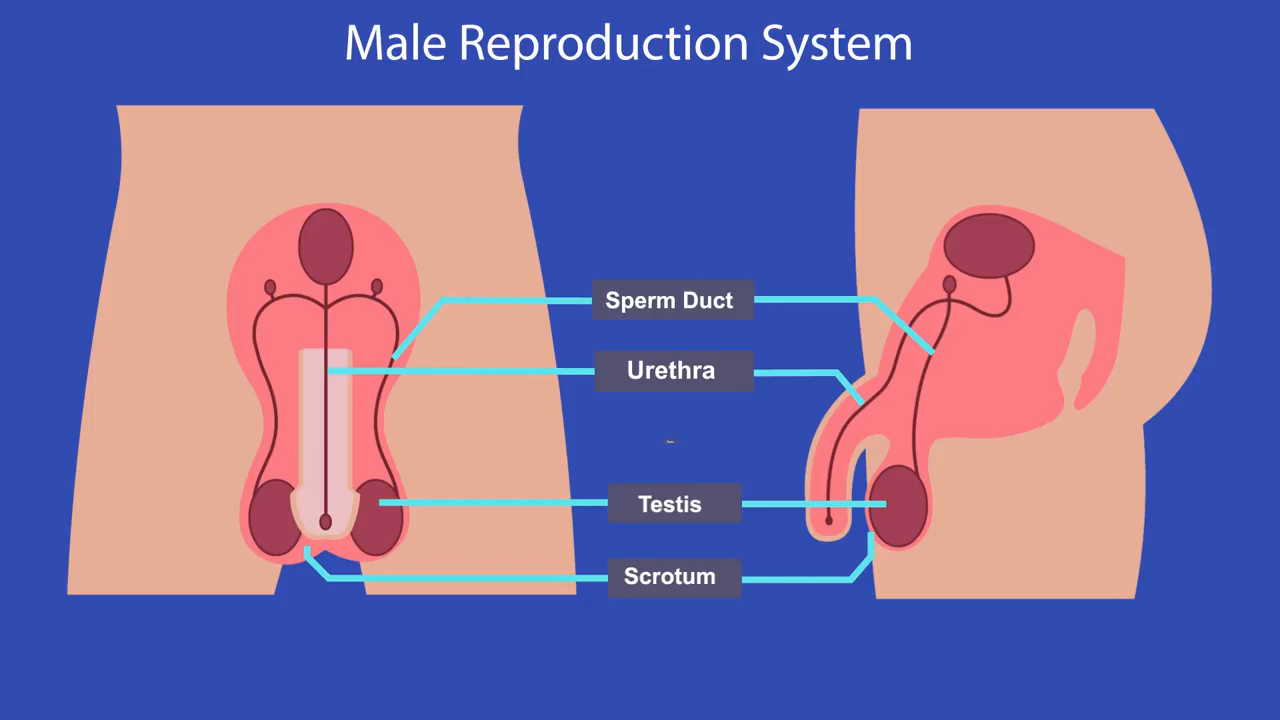 Male Reproduction System
Sperm Duct
Urethra
Testis
Scrotum